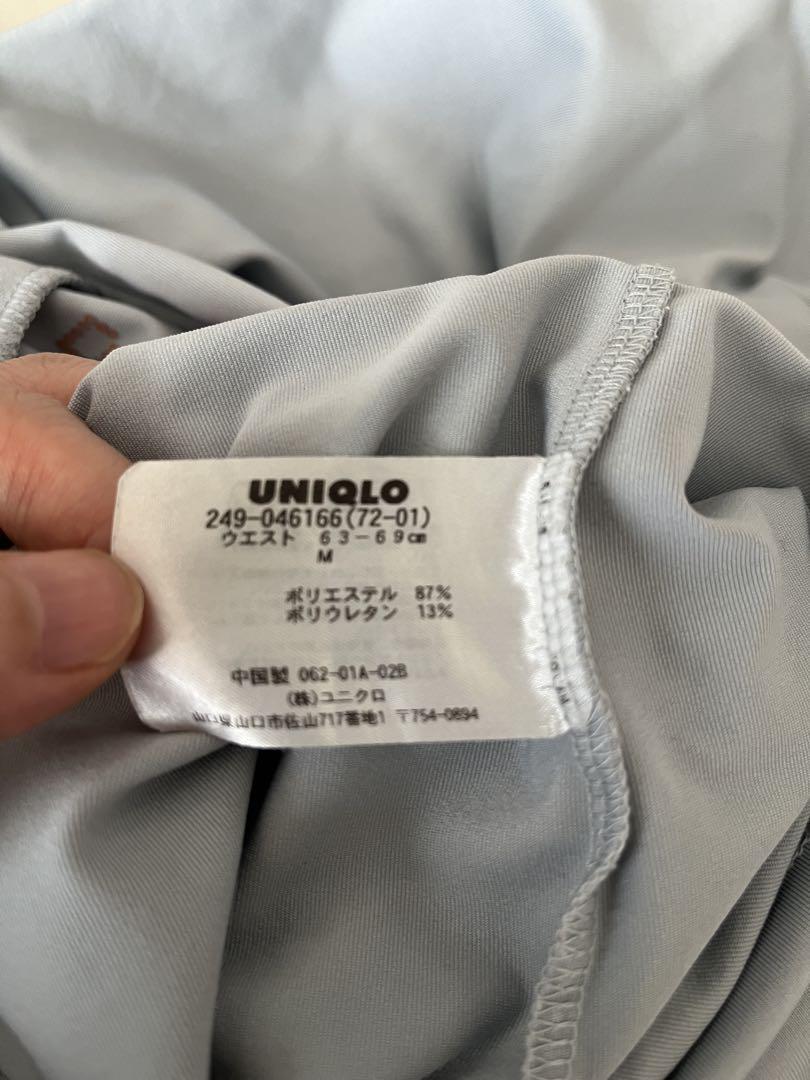 UNIQLO
249-046166(72-01)
ウエスト 63-69cm
M
ポリエステル 87%
ポリウレタン 13%
中国製 062-01A-02B
(株)ユニクロ
山口県山口市佐山717番地1 〒754-0894